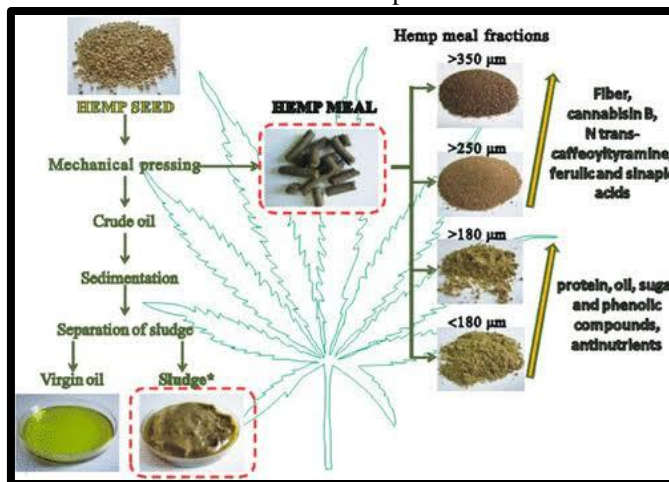 HEMP SEED
Mechanical pressing
Crude oil
Sedimentation
Separation of sludge
Virgin oil
Sludge*
HEMP MEAL
Hemp meal fractions
>350 µm
>250 µm
>180 µm
<180 µm
Fiber,
cannabisin B,
N trans-
caffeoyltyramine,
ferulic and sinapic
acids
protein, oil, sugar
and phenolic
compounds,
antinutrients